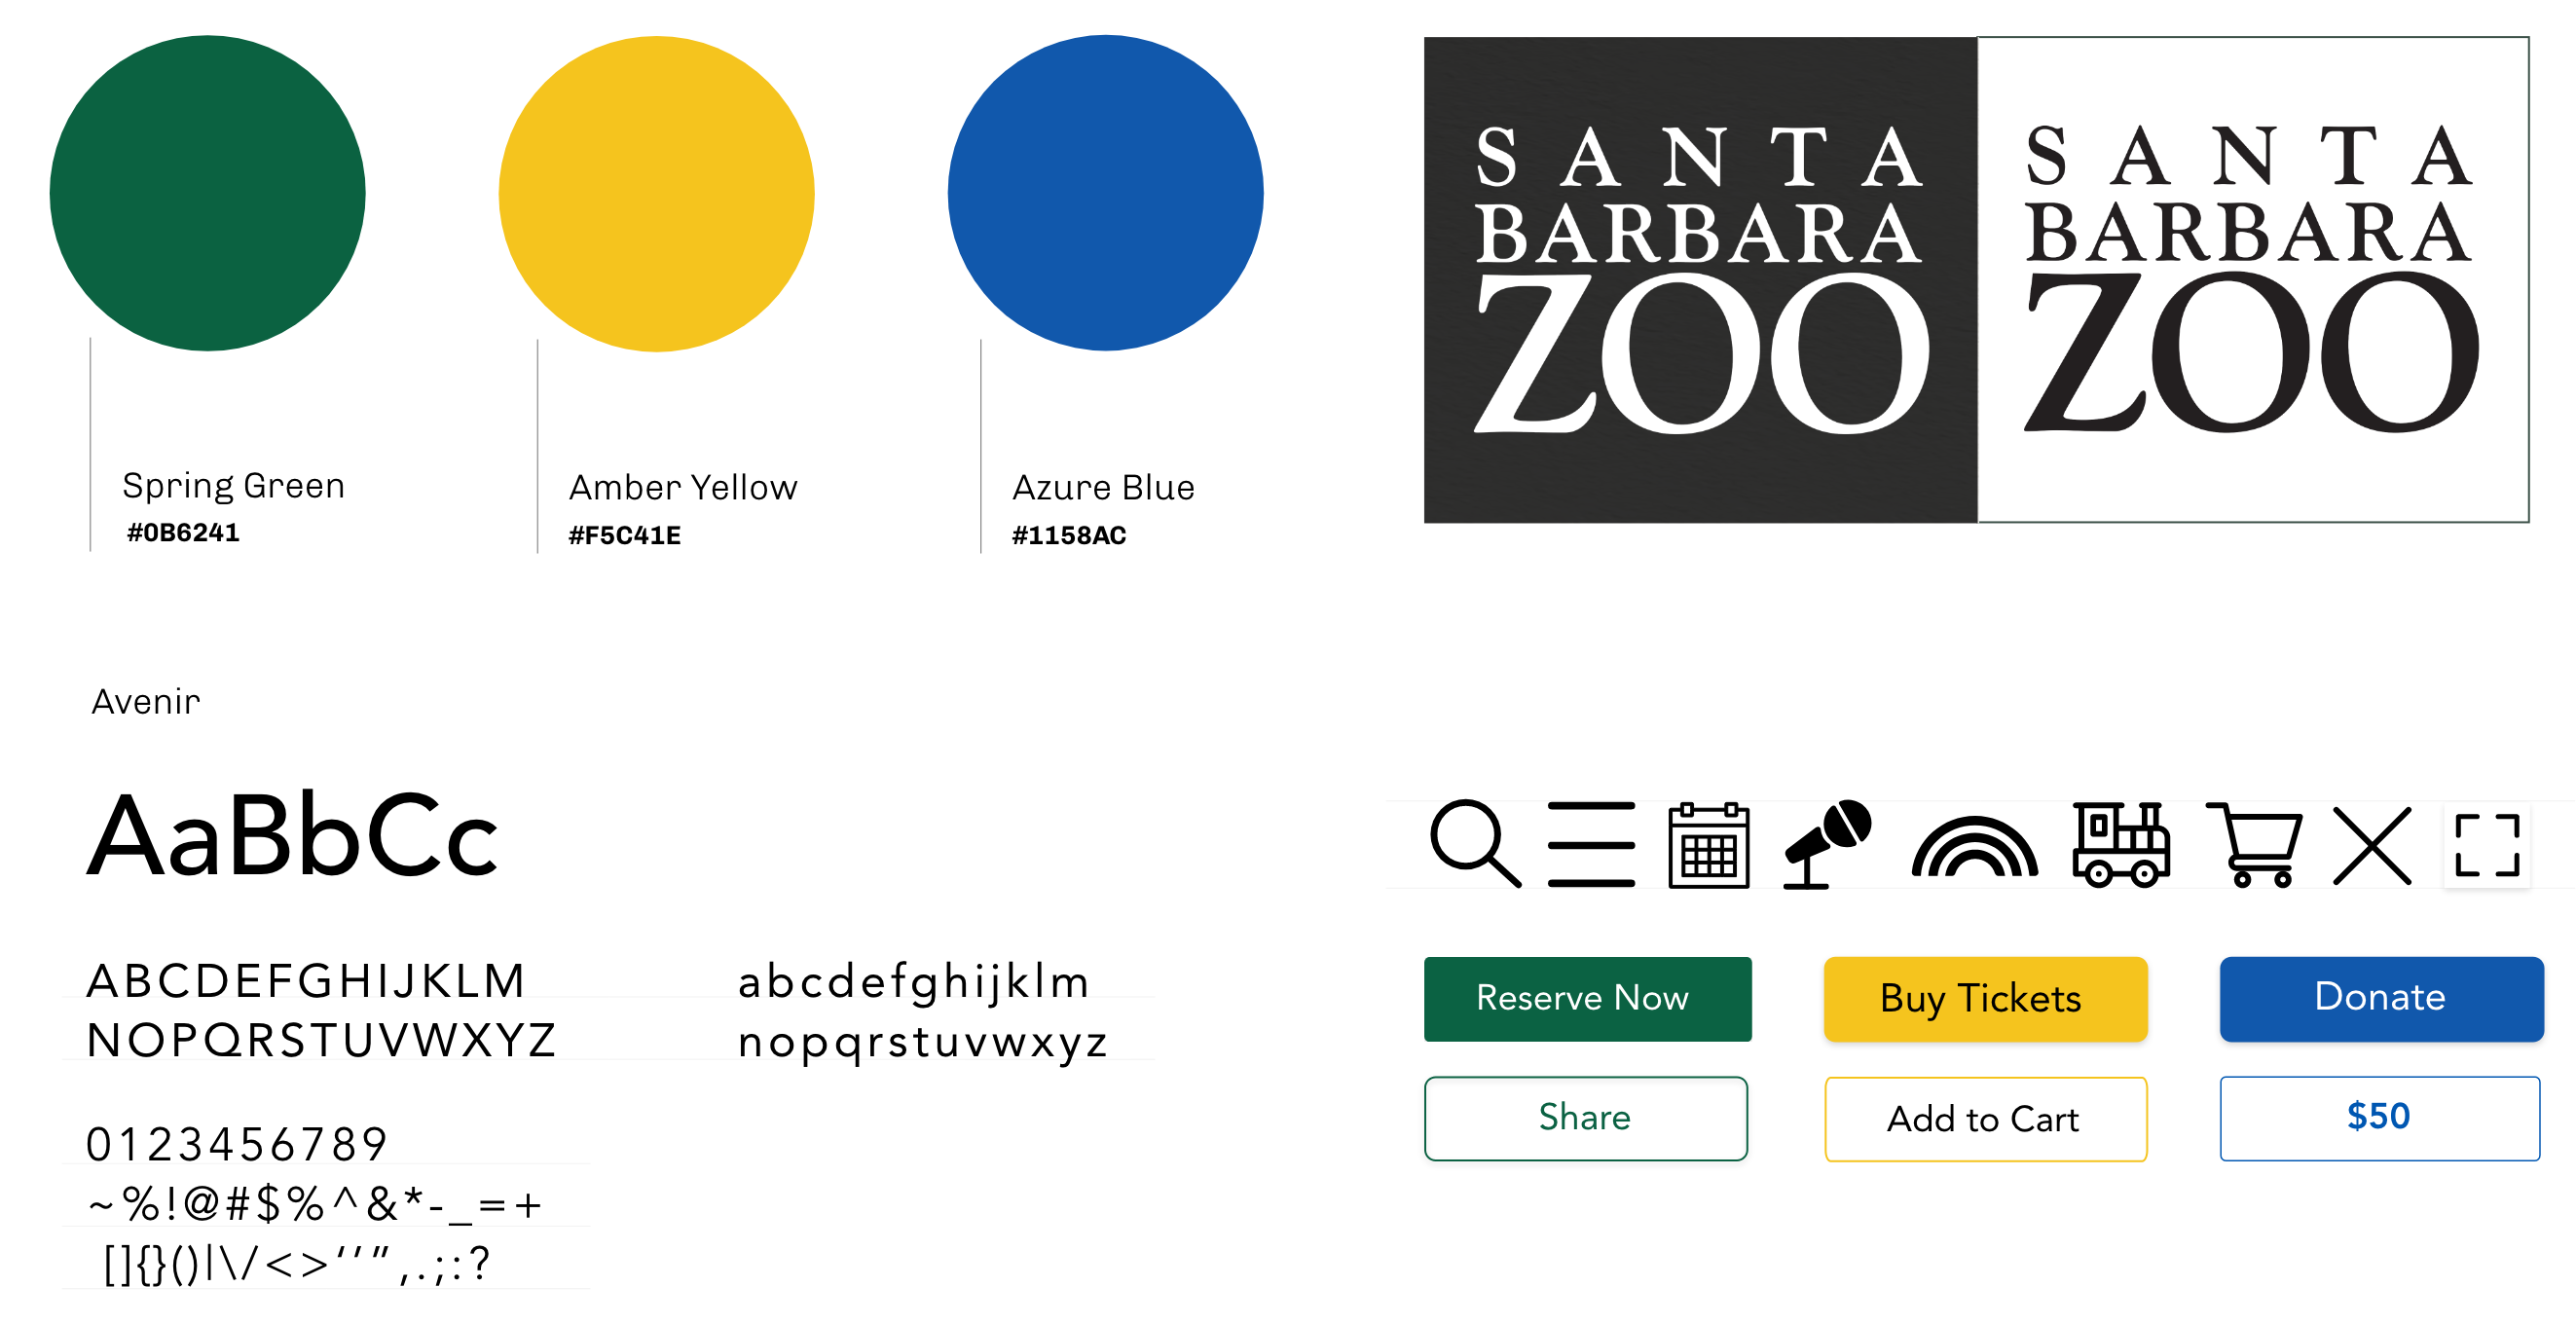 Spring Green
#0B6241
Amber Yellow
#F5C41E
Azure Blue
#1158AC
SANTA
BARBARA
ZOO
SANTA
BARBARA
ZOO
Avenir
AaBbCc
ABCDEFGHIJKLM
NOPQRSTUVWXYZ
abcdefghijklm
nopqrstuvwxyz
0123456789
~%!@#$%^&*-_=+
[]{}()|\/<>‘’”,.;:?
Reserve Now
Buy Tickets
Donate
Share
Add to Cart
$50